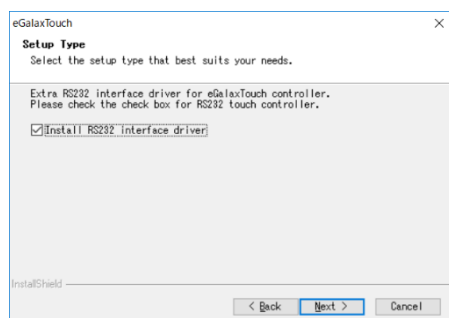 eGalaxTouch
Setup Type
Select the setup type that best suits your needs.
Extra RS232 interface driver for eGalaxTouch controller.
Please check the check box for RS232 touch controller.
Install RS232 interface driver
InstallShield
< Back
Next >
Cancel